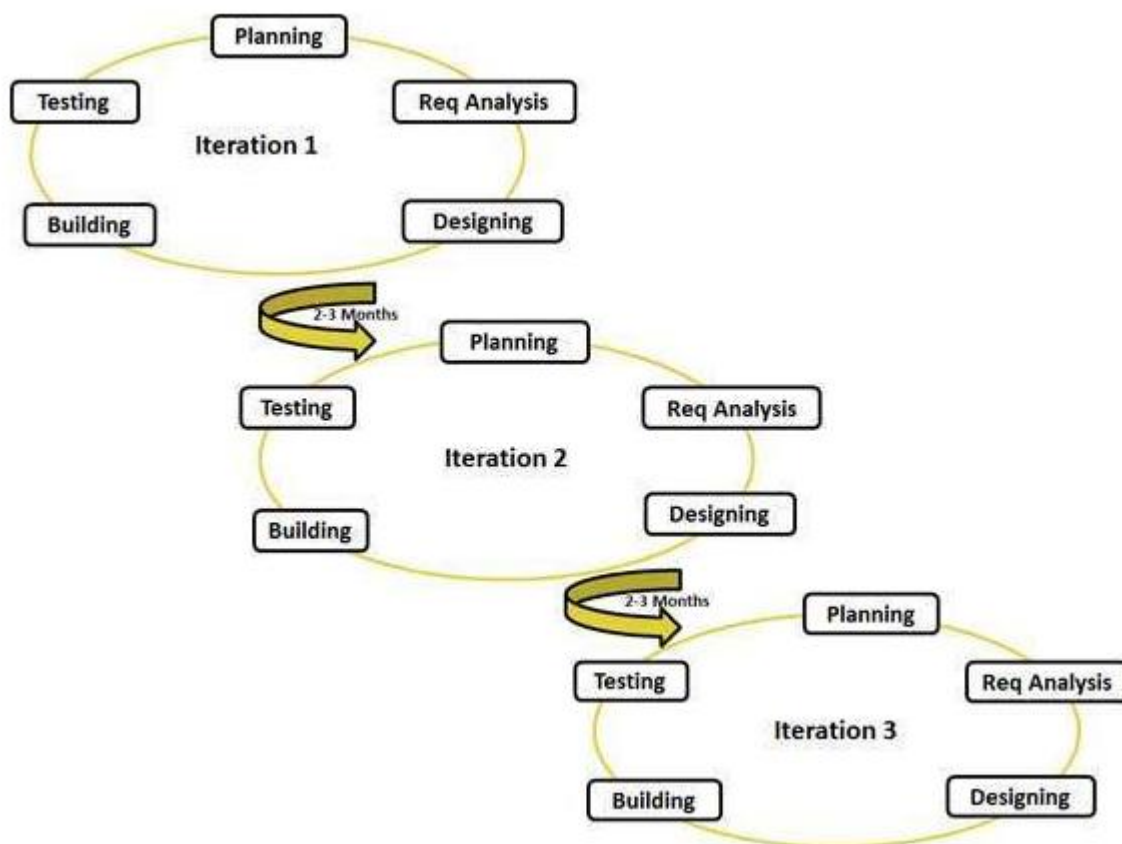 Planning
Testing
Req Analysis
Iteration 1
Building
Designing
2-3 Months
Planning
Testing
Req Analysis
Iteration 2
Building
Designing
2-3 Months
Planning
Testing
Req Analysis
Iteration 3
Building
Designing